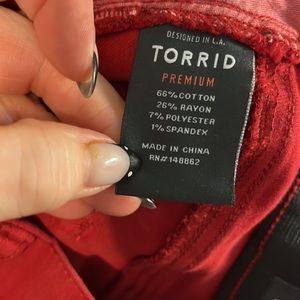 DESIGNED IN L.A.
TORRID
PREMIUM
66% COTTON
26% RAYON
7% POLYESTER
1% SPANDEX
MADE IN CHINA
RN# 148862